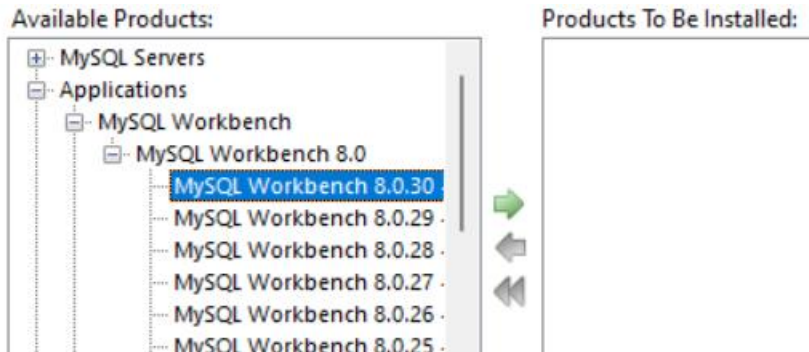 Available Products:
Products To Be Installed:
MySQL Servers
Applications
MySQL Workbench
MySQL Workbench 8.0
MySQL Workbench 8.0.30 -
MySQL Workbench 8.0.29 -
MySQL Workbench 8.0.28 -
MySQL Workbench 8.0.27 -
MySQL Workbench 8.0.26 -
MySQL Workbench 8.0.25 -